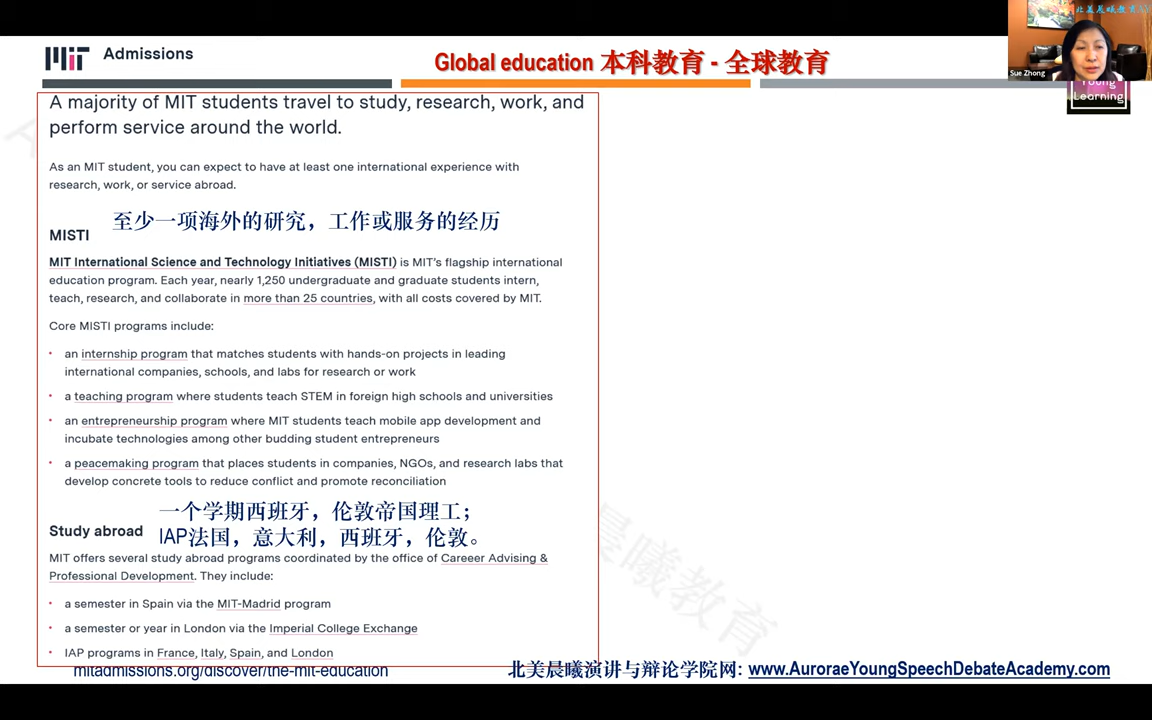 MIT Admissions
Global education 本科教育 - 全球教育
Sue Zhong
Young
Learning
A majority of MIT students travel to study, research, work, and
perform service around the world.
As an MIT student, you can expect to have at least one international experience with
research, work, or service abroad.
至少一项海外的研究，工作或服务的经历
MISTI
MIT International Science and Technology Initiatives (MISTI) is MIT's flagship international
education program. Each year, nearly 1,250 undergraduate and graduate students intern,
teach, research, and collaborate in more than 25 countries, with all costs covered by MIT.
Core MISTI programs include:
an internship program that matches students with hands-on projects in leading
international companies, schools, and labs for research or work
a teaching program where students teach STEM in foreign high schools and universities
an entrepreneurship program where MIT students teach mobile app development and
incubate technologies among other budding student entrepreneurs
a peacemaking program that places students in companies, NGOs, and research labs that
develop concrete tools to reduce conflict and promote reconciliation
一个学期西班牙，伦敦帝国理工；
Study abroad IAP法国，意大利，西班牙，伦敦。
MIT offers several study abroad programs coordinated by the office of Careeer Advising &
Professional Development. They include:
a semester in Spain via the MIT-Madrid program
a semester or year in London via the Imperial College Exchange
IAP programs in France, Italy, Spain, and London
mitadmissions.org/discover/the-mit-education
北美晨曦演讲与辩论学院网: www.AuroraeYoungSpeechDebateAcademy.com
晨曦教育
北美晨曦教育